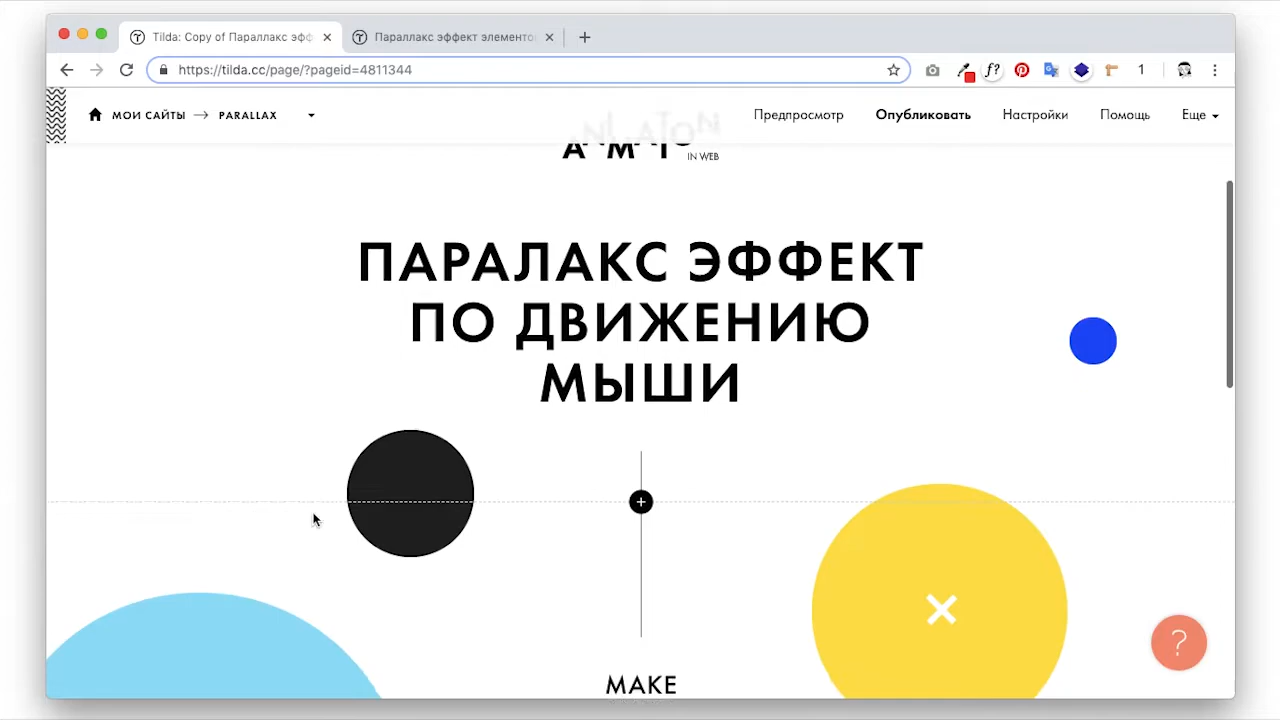 Tilda: Copy of Параллакс эфф
Параллакс эффект элементо
https://tilda.cc/page/?pageid=4811344
f?
1
МОИ САЙТЫ → PARALLAX
Предпросмотр
Опубликовать
Настройки
Помощь
Еще
IN WEB
ПАРАЛАКС ЭФФЕКТ
ПО ДВИЖЕНИЮ
МЫШИ
?
MAKE